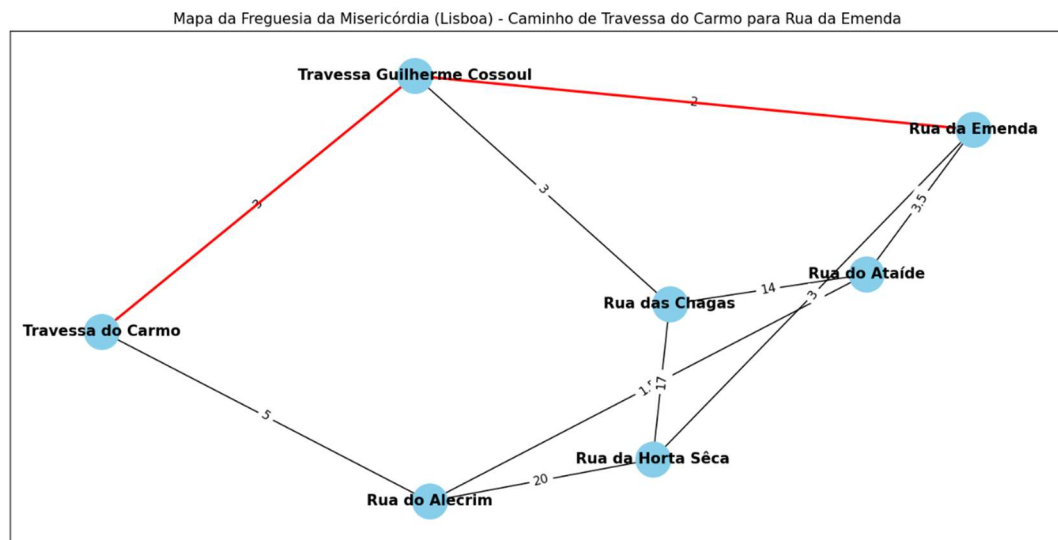 Mapa da Freguesia da Misericórdia (Lisboa) - Caminho de Travessa do Carmo para Rua da Emenda
Travessa Guilherme Cossoul
2
Rua da Emenda
3
3.5
3
Rua do Ataíde
14
3
Rua das Chagas
Travessa do Carmo
17
5
Rua da Horta Sêca
20
Rua do Alecrim